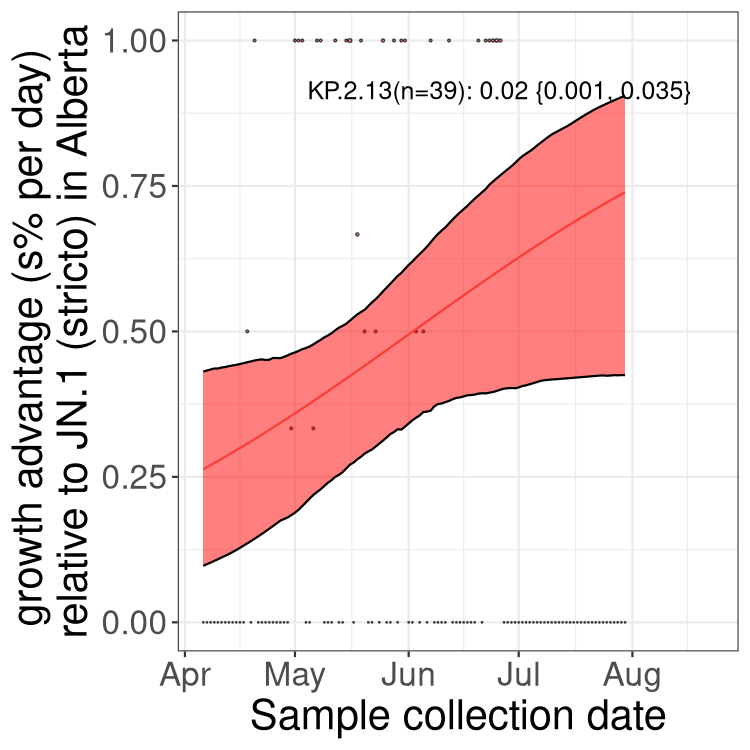 growth advantage (s% per day)
relative to JN.1 (stricto) in Alberta
1.00
0.75
0.50
0.25
0.00
KP.2.13(n=39): 0.02 {0.001, 0.035}
Apr May Jun Jul Aug
Sample collection date